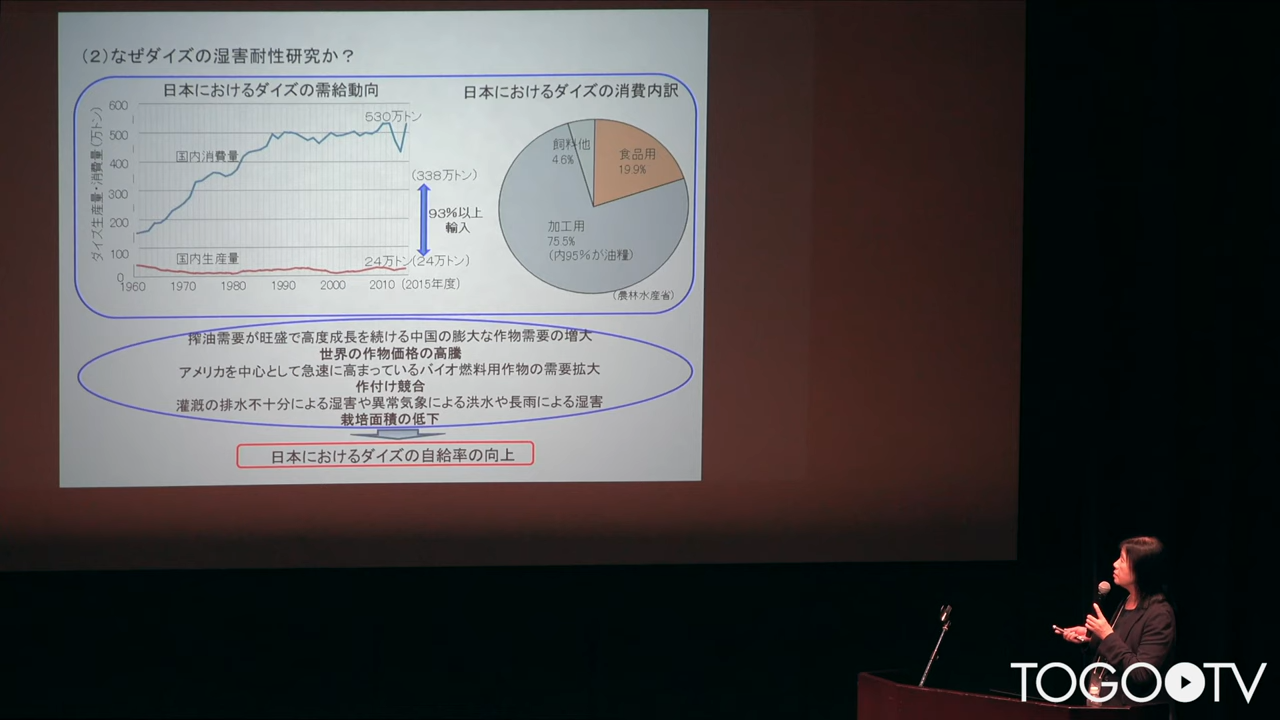 （2）なぜダイズの湿害耐性研究か？
日本におけるダイズの需給動向
ダイズ生産量・消費量（万トン）
600
500
400
300
200
100
0
1960
1970
1980
1990
2000
2010
（2015年度）
国内消費量
530万トン
（338万トン）
93%以上
輸入
国内生産量
24万トン（24万トン）
日本におけるダイズの消費内訳
飼料他
4.6%
食品用
19.9%
加工用
75.5%
（内95%が油糧）
（農林水産省）
搾油需要が旺盛で高度成長を続ける中国の膨大な作物需要の増大
世界の作物価格の高騰
アメリカを中心として急速に高まっているバイオ燃料用作物の需要拡大
作付け競合
灌漑の排水不十分による湿害や異常気象による洪水や長雨による湿害
栽培面積の低下
日本におけるダイズの自給率の向上
TOGO TV